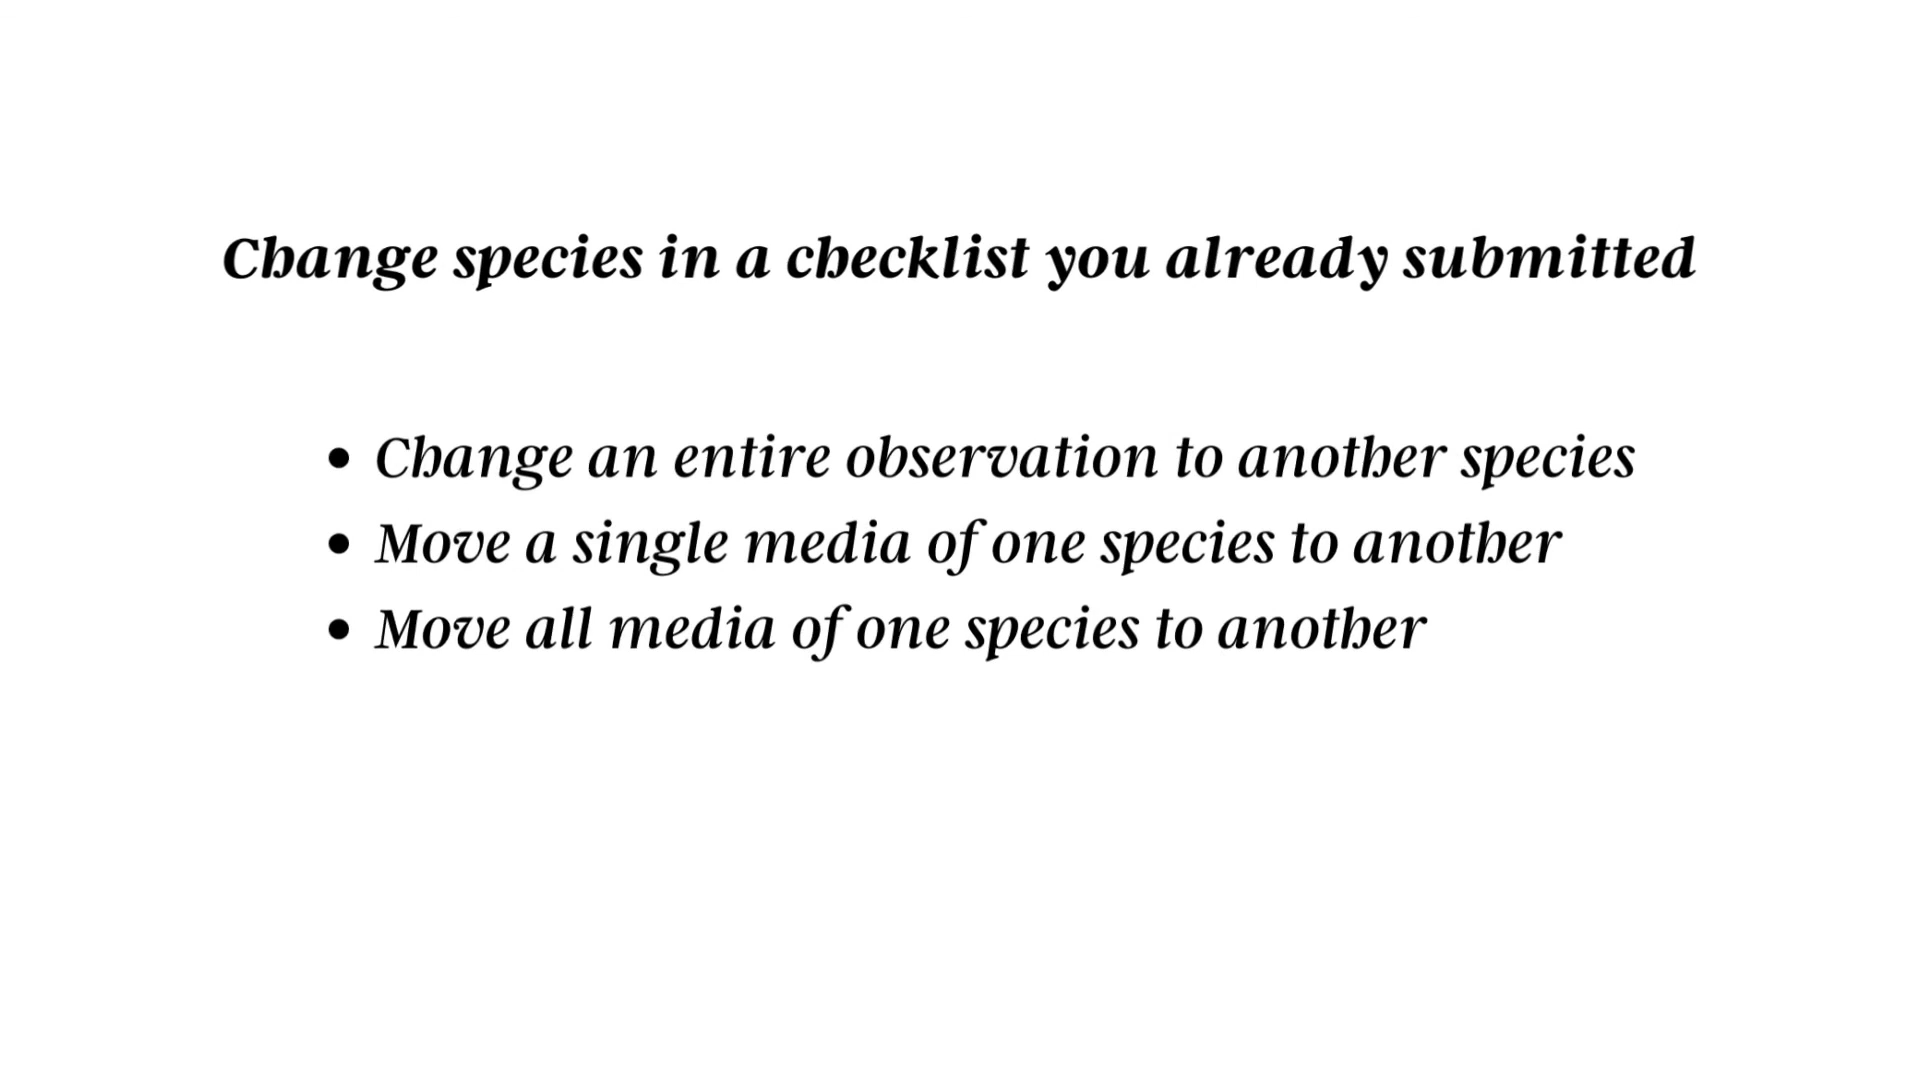 Change species in a checklist you already submitted
• Change an entire observation to another species
• Move a single media of one species to another
• Move all media of one species to another